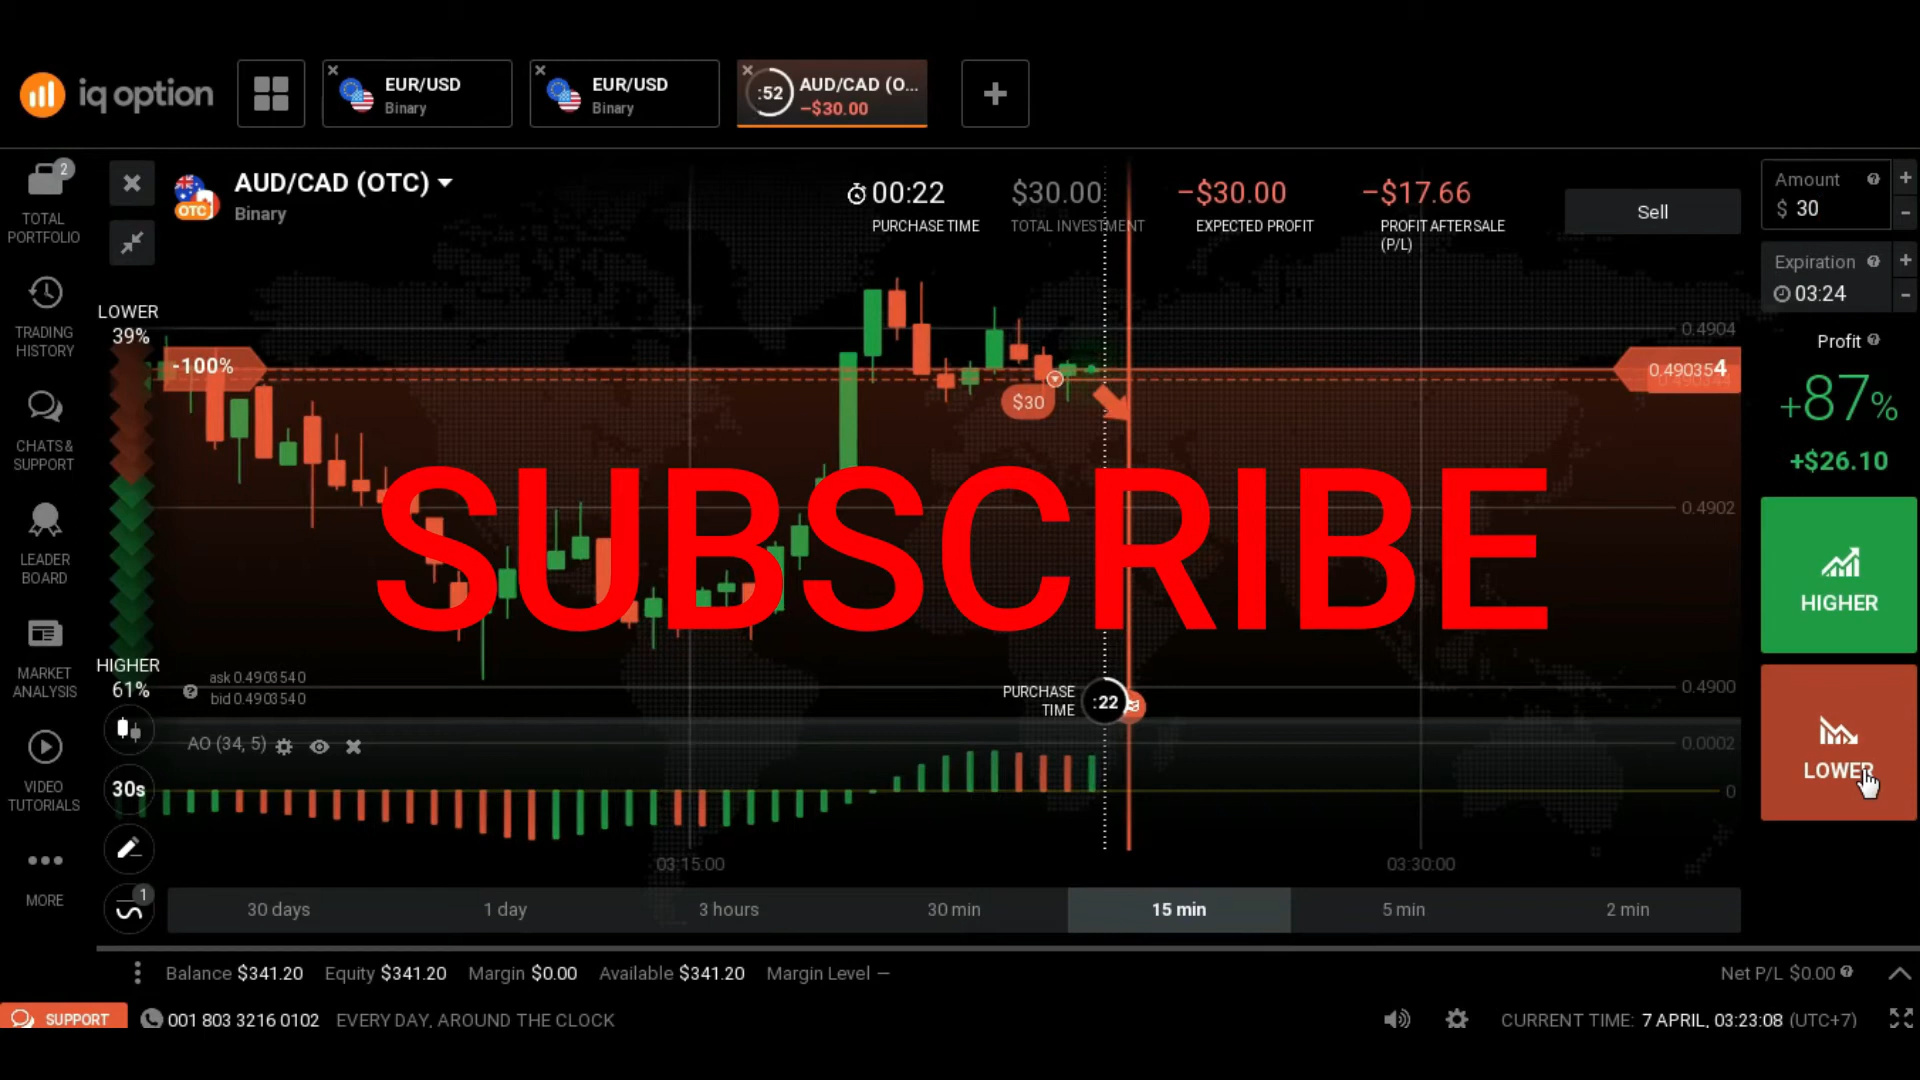 iq option
EUR/USD
Binary
EUR/USD
Binary
:52
AUD/CAD (O...
–$30.00
2
TOTAL
PORTFOLIO
TRADING
HISTORY
CHATS &
SUPPORT
LEADER
BOARD
MARKET
ANALYSIS
VIDEO
TUTORIALS
MORE
OTC
AUD/CAD (OTC)
Binary
00:22
PURCHASE TIME
$30.00
TOTAL INVESTMENT
–$30.00
EXPECTED PROFIT
–$17.66
PROFIT AFTER SALE
(P/L)
Sell
Amount
$ 30
Expiration
03:24
Profit
+87%
+$26.10
HIGHER
LOWER
LOWER
39%
-100%
$30
0.4904
0.490354
0.4902
0.4900
0.0002
0
SUBSCRIBE
HIGHER
61%
ask 0.4903540
bid 0.4903540
PURCHASE
TIME
:22
AO (34, 5)
30s
1
03:15:00
03:30:00
30 days
1 day
3 hours
30 min
15 min
5 min
2 min
Balance $341.20
Equity $341.20
Margin $0.00
Available $341.20
Margin Level –
Net P/L $0.00
SUPPORT
001 803 3216 0102
EVERY DAY, AROUND THE CLOCK
CURRENT TIME: 7 APRIL, 03:23:08 (UTC+7)